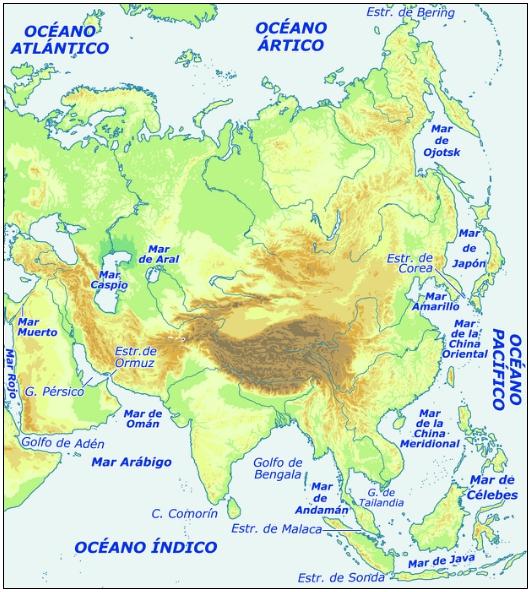 Estr. de Bering
OCÉANO
ATLÁNTICO
OCÉANO
ÁRTICO
Mar
de
Ojotsk
Mar
de
Japón
Estr. de
Corea
Mar
Amarillo
Mar
de Aral
Mar
Caspio
Mar
Muerto
Mar Rojo
Estr.de
Ormuz
G. Pérsico
Mar
de la
China
Oriental
OCÉANO
PACÍFICO
Mar de
Omán
Golfo de Adén
Mar Arábigo
Golfo de
Bengala
Mar
de la
China
Meridional
Mar
de
Andamán
G. de
Tailandia
Mar de
Célebes
C. Comorín
Estr. de Malaca
OCÉANO ÍNDICO
Mar de Java
Estr. de Sonda